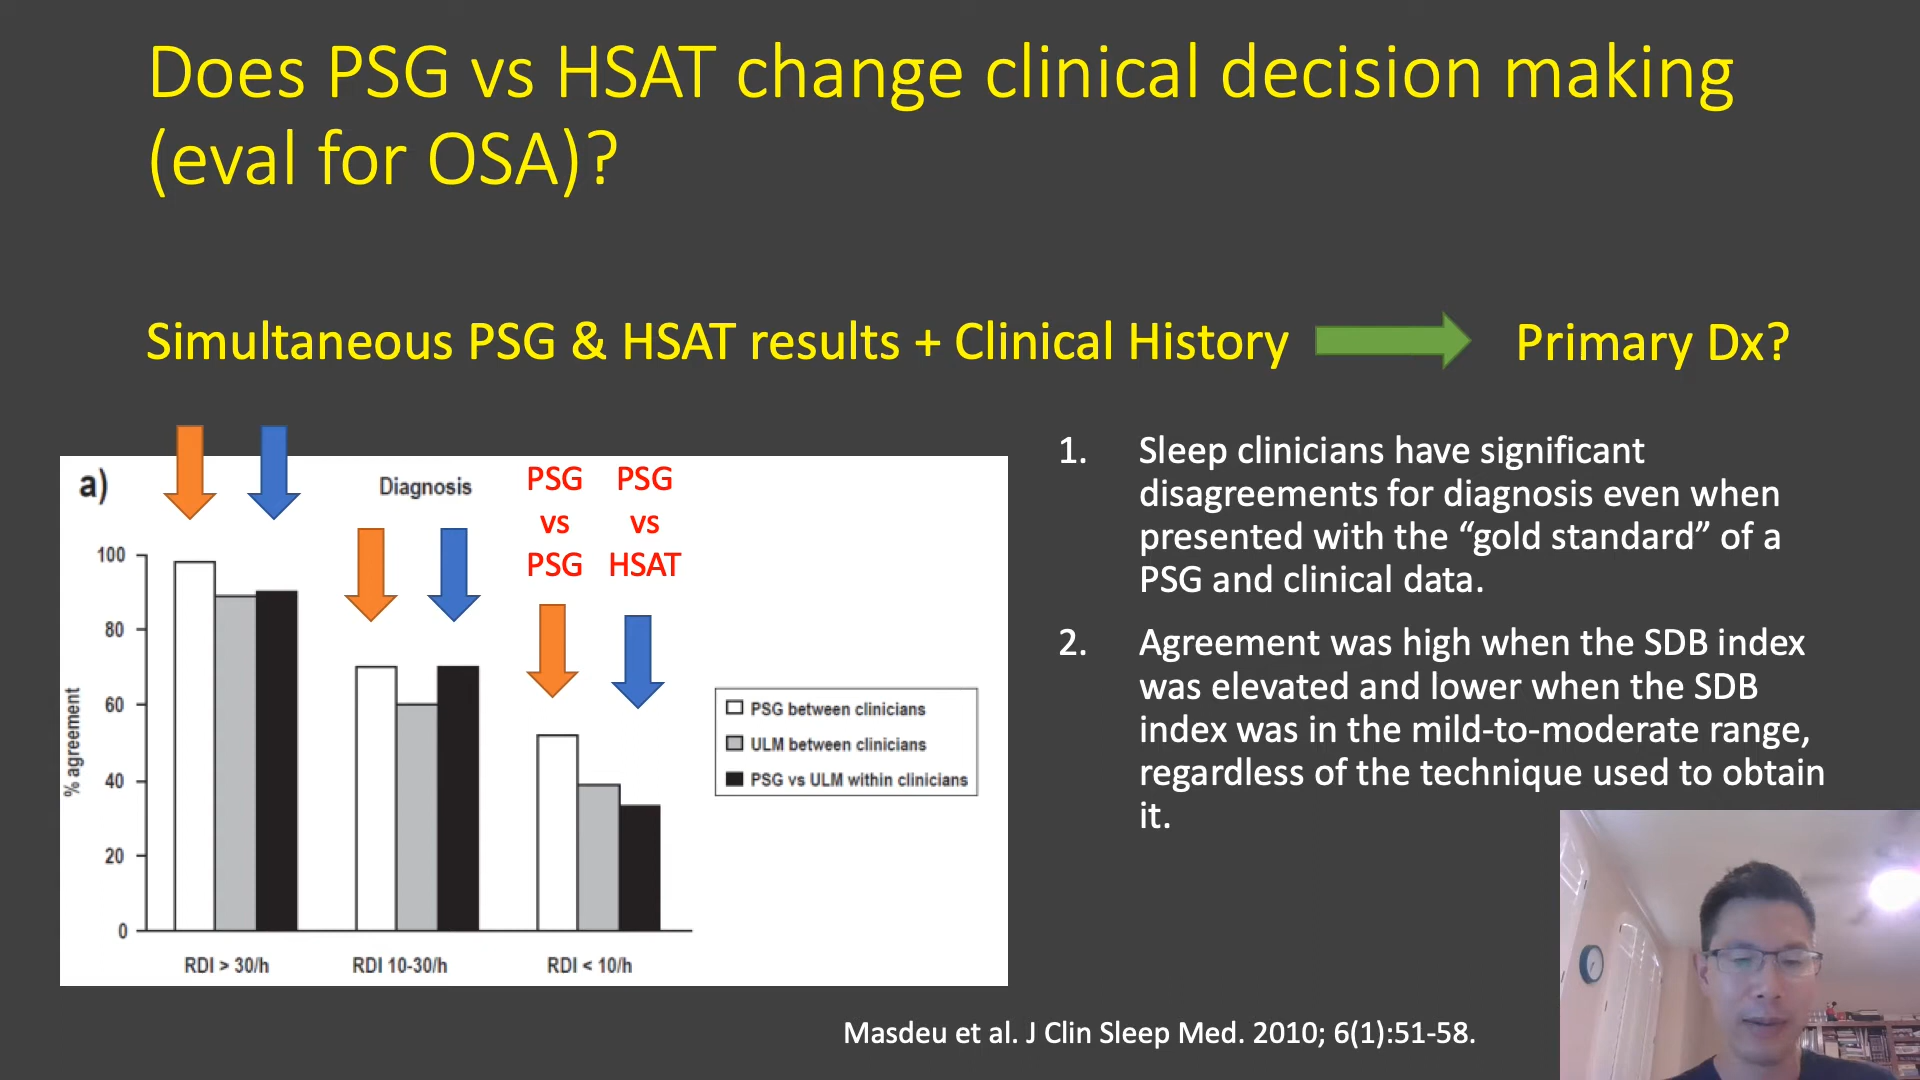 Does PSG vs HSAT change clinical decision making
(eval for OSA)?
Simultaneous PSG & HSAT results + Clinical History
Primary Dx?
a)
Diagnosis
PSG
vs
PSG
PSG
vs
HSAT
100
80
60
40
20
0
% agreement
RDI > 30/h
RDI 10-30/h
RDI < 10/h
PSG between clinicians
ULM between clinicians
PSG vs ULM within clinicians
1. Sleep clinicians have significant
disagreements for diagnosis even when
presented with the “gold standard” of a
PSG and clinical data.
2. Agreement was high when the SDB index
was elevated and lower when the SDB
index was in the mild-to-moderate range,
regardless of the technique used to obtain
it.
Masdeu et al. J Clin Sleep Med. 2010; 6(1):51-58.